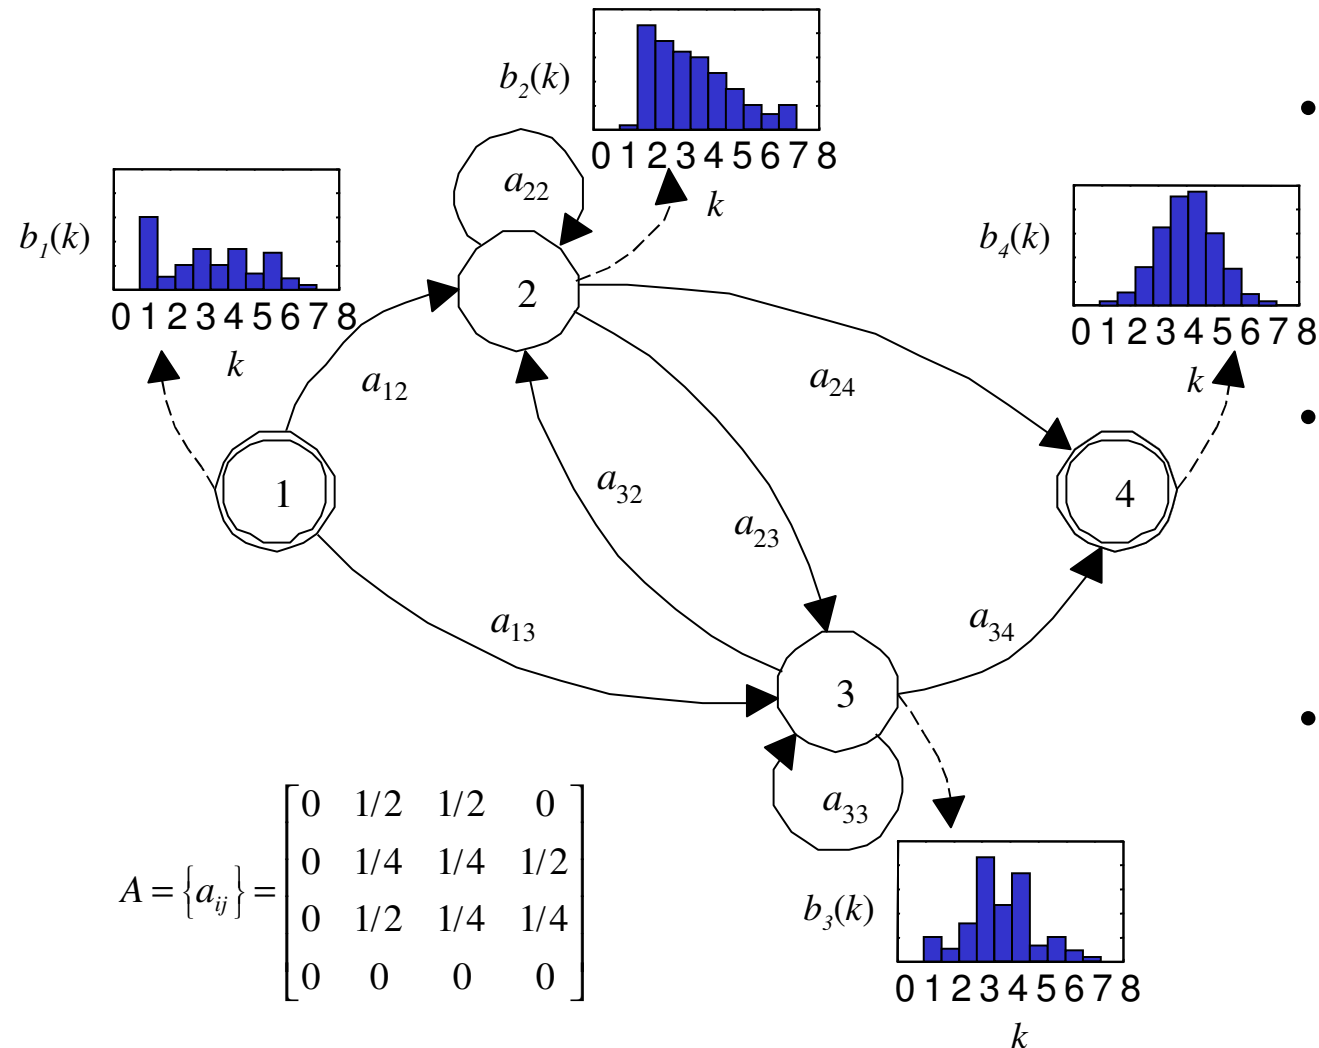 b₂(k)
0 1 2 3 4 5 6 7 8
k
b₁(k)
0 1 2 3 4 5 6 7 8
k
b₄(k)
0 1 2 3 4 5 6 7 8
k
a₂₂
2
a₁₂
a₂₄
1
a₃₂
a₂₃
4
a₁₃
a₃₄
3
a₃₃
A = {aᵢⱼ} =
0 1/2 1/2 0
0 1/4 1/4 1/2
0 1/2 1/4 1/4
0 0 0 0
b₃(k)
0 1 2 3 4 5 6 7 8
k
•
•
•